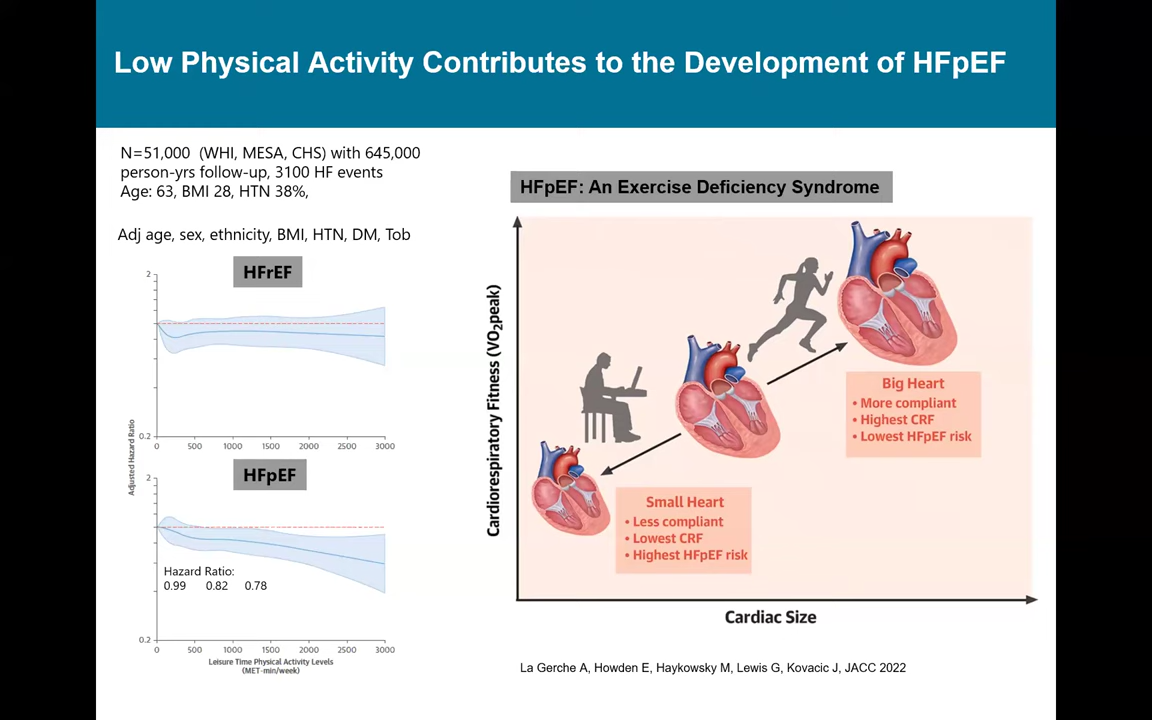 Low Physical Activity Contributes to the Development of HFpEF
N=51,000 (WHI, MESA, CHS) with 645,000
person-yrs follow-up, 3100 HF events
Age: 63, BMI 28, HTN 38%,
Adj age, sex, ethnicity, BMI, HTN, DM, Tob
HFrEF
2
0.2
0 500 1000 1500 2000 2500 3000
Adjusted Hazard Ratio
HFpEF
2
Hazard Ratio:
0.99 0.82 0.78
0.2
0 500 1000 1500 2000 2500 3000
Leisure Time Physical Activity Levels
(MET-min/week)
HFpEF: An Exercise Deficiency Syndrome
Cardiorespiratory Fitness (VO₂peak)
Big Heart
• More compliant
• Highest CRF
• Lowest HFpEF risk
Small Heart
• Less compliant
• Lowest CRF
• Highest HFpEF risk
Cardiac Size
La Gerche A, Howden E, Haykowsky M, Lewis G, Kovacic J, JACC 2022